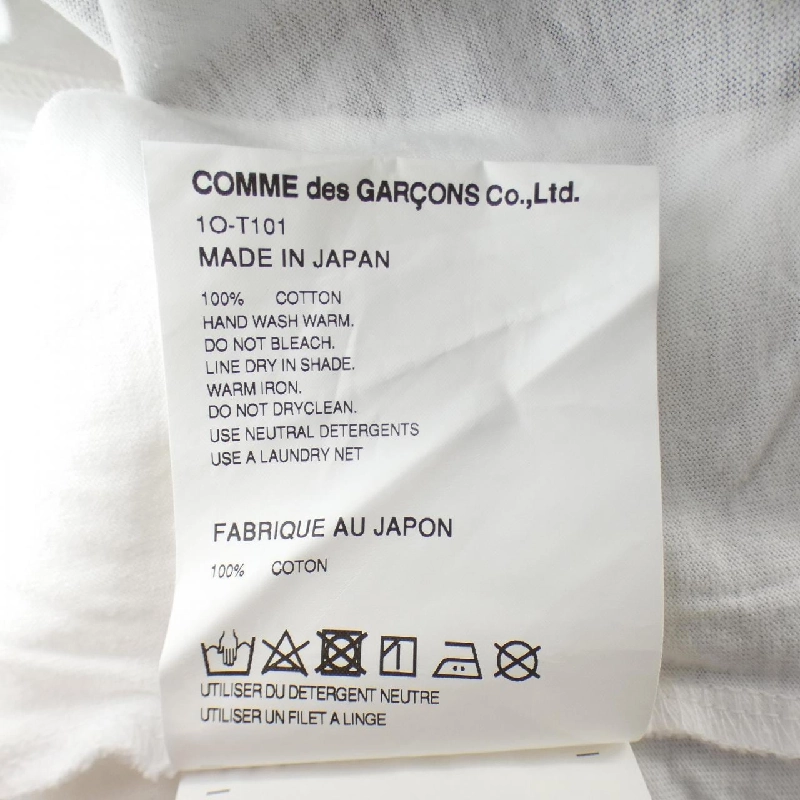 COMME des GARÇONS Co.,Ltd.
1O-T101
MADE IN JAPAN
100% COTTON
HAND WASH WARM.
DO NOT BLEACH.
LINE DRY IN SHADE.
WARM IRON.
DO NOT DRYCLEAN.
USE NEUTRAL DETERGENTS
USE A LAUNDRY NET
FABRIQUE AU JAPON
100% COTON
UTILISER DU DETERGENT NEUTRE
UTILISER UN FILET A LINGE